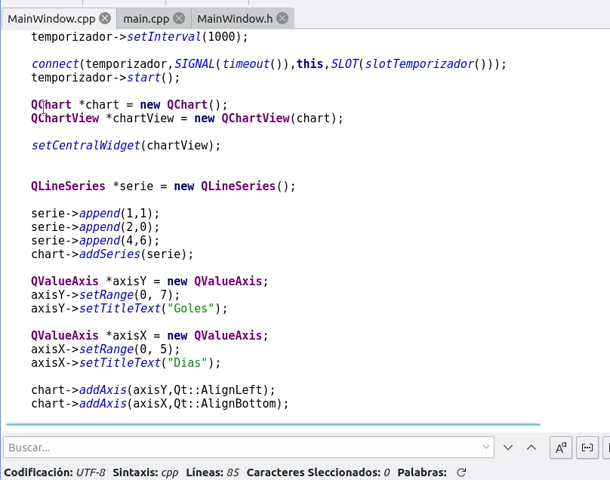 MainWindow.cpp main.cpp MainWindow.h
temporizador->setInterval(1000);
connect(temporizador,SIGNAL(timeout()),this,SLOT(slotTemporizador()));
temporizador->start();
QChart *chart = new QChart();
QChartView *chartView = new QChartView(chart);
setCentralWidget(chartView);
QLineSeries *serie = new QLineSeries();
serie->append(1,1);
serie->append(2,0);
serie->append(4,6);
chart->addSeries(serie);
QValueAxis *axisY = new QValueAxis;
axisY->setRange(0, 7);
axisY->setTitleText("Goles");
QValueAxis *axisX = new QValueAxis;
axisX->setRange(0, 5);
axisX->setTitleText("Dias");
chart->addAxis(axisY,Qt::AlignLeft);
chart->addAxis(axisX,Qt::AlignBottom);
Buscar...
Codificación: UTF-8 Sintaxis: cpp Líneas: 85 Caracteres Sleccionados: 0 Palabras: